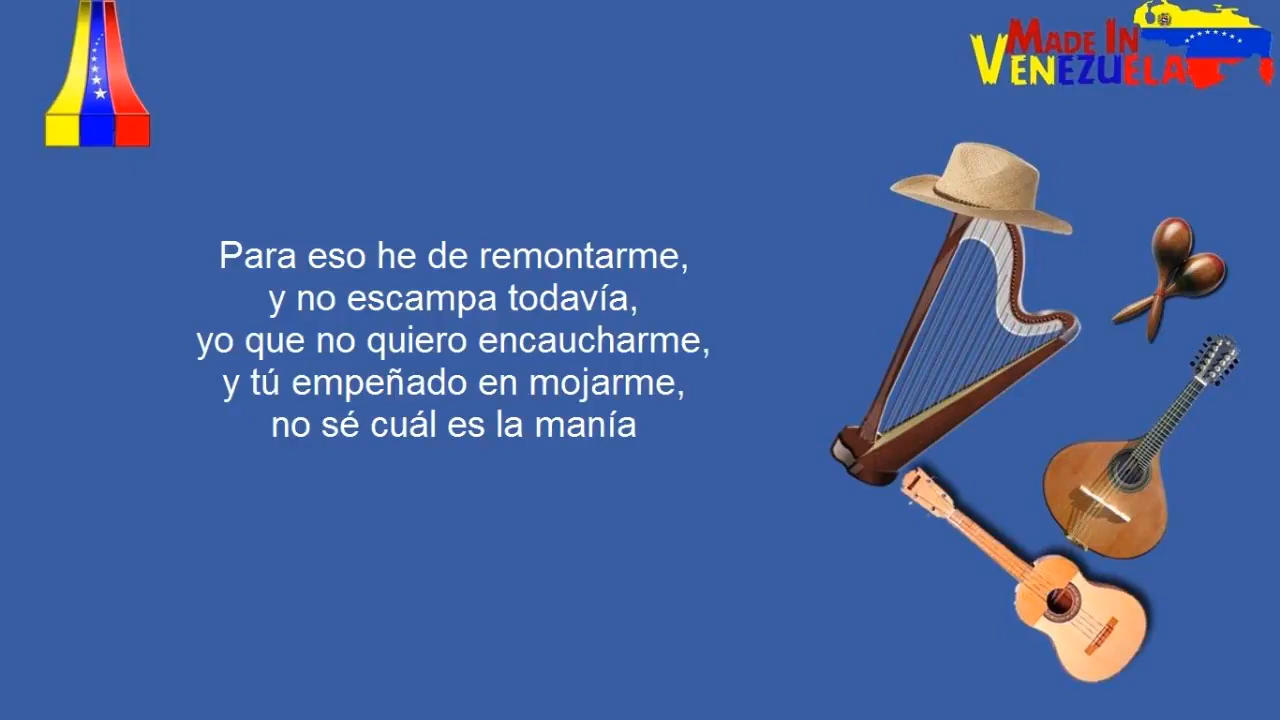 MADE IN
VENEZUELA
Para eso he de remontarme,
y no escampa todavía,
yo que no quiero encaucharme,
y tú empeñado en mojarme,
no sé cuál es la manía